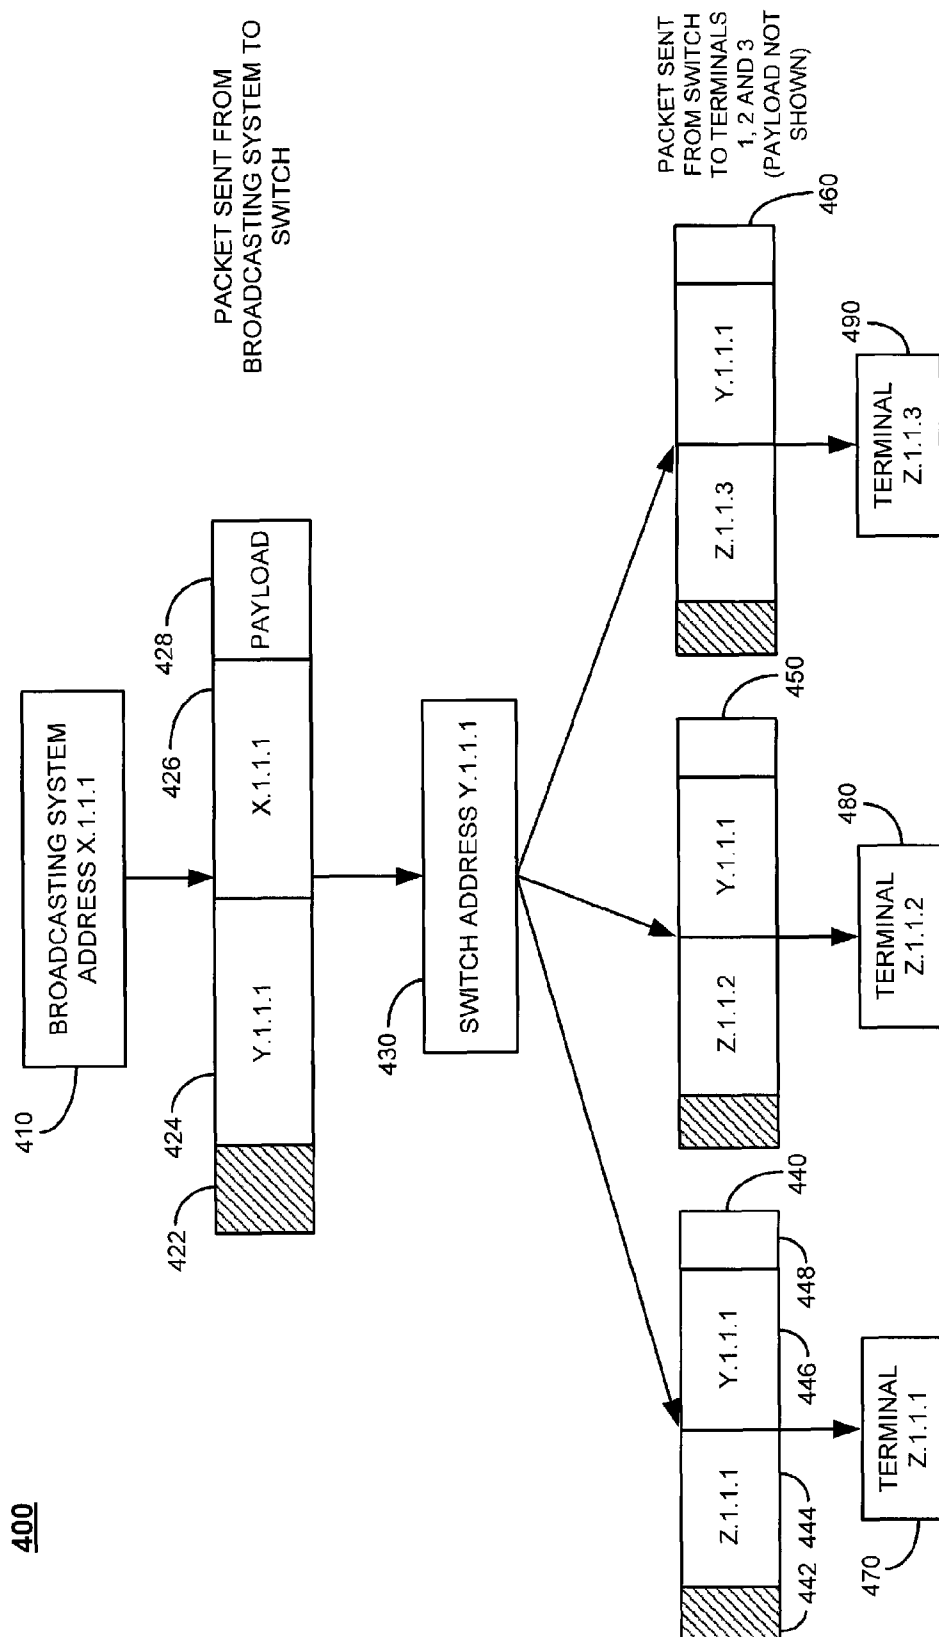 400
410
BROADCASTING SYSTEM
ADDRESS X.1.1.1
422
424
426
428
Y.1.1.1
X.1.1.1
PAYLOAD
PACKET SENT FROM
BROADCASTING SYSTEM TO
SWITCH
430
SWITCH ADDRESS Y.1.1.1
440
450
460
PACKET SENT
FROM SWITCH
TO TERMINALS
1, 2 AND 3
(PAYLOAD NOT
SHOWN)
Z.1.1.1
Y.1.1.1
Z.1.1.2
Y.1.1.1
Z.1.1.3
Y.1.1.1
442
444
446
448
470
TERMINAL
Z.1.1.1
480
TERMINAL
Z.1.1.2
490
TERMINAL
Z.1.1.3